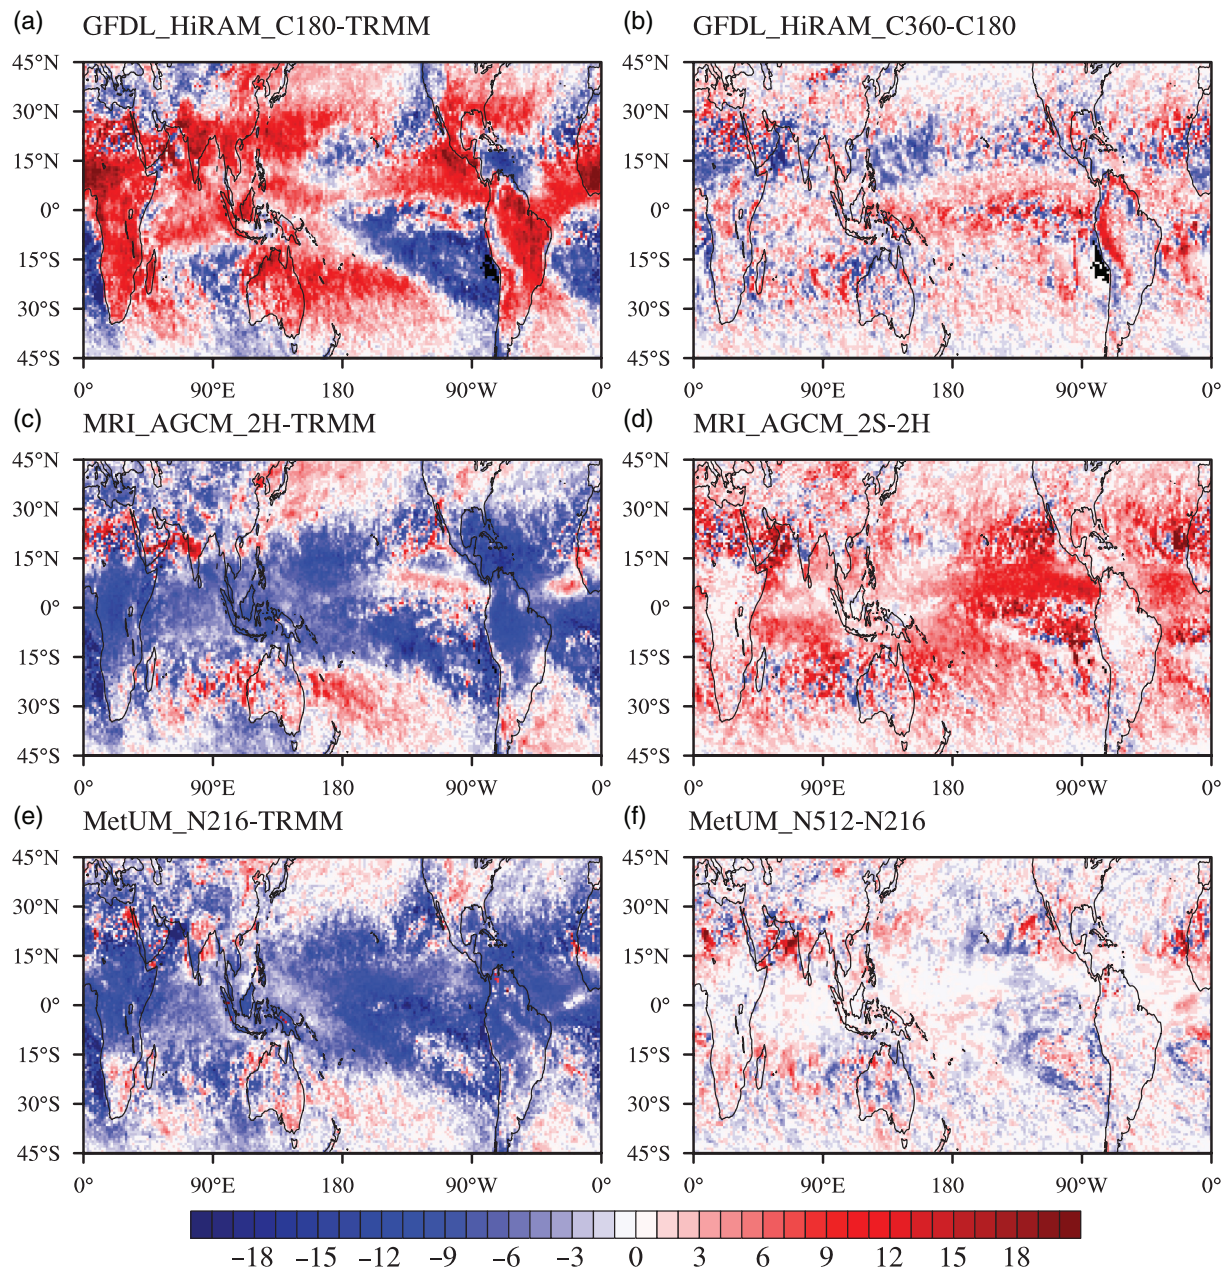 (a) GFDL_HiRAM_C180-TRMM
(b) GFDL_HiRAM_C360-C180
45°N
30°N
15°N
0°
15°S
30°S
45°S
0° 90°E 180 90°W 0°
45°N
30°N
15°N
0°
15°S
30°S
45°S
0° 90°E 180 90°W 0°
(c) MRI_AGCM_2H-TRMM
(d) MRI_AGCM_2S-2H
45°N
30°N
15°N
0°
15°S
30°S
45°S
0° 90°E 180 90°W 0°
45°N
30°N
15°N
0°
15°S
30°S
45°S
0° 90°E 180 90°W 0°
(e) MetUM_N216-TRMM
(f) MetUM_N512-N216
45°N
30°N
15°N
0°
15°S
30°S
45°S
0° 90°E 180 90°W 0°
45°N
30°N
15°N
0°
15°S
30°S
45°S
0° 90°E 180 90°W 0°
−18 −15 −12 −9 −6 −3 0 3 6 9 12 15 18